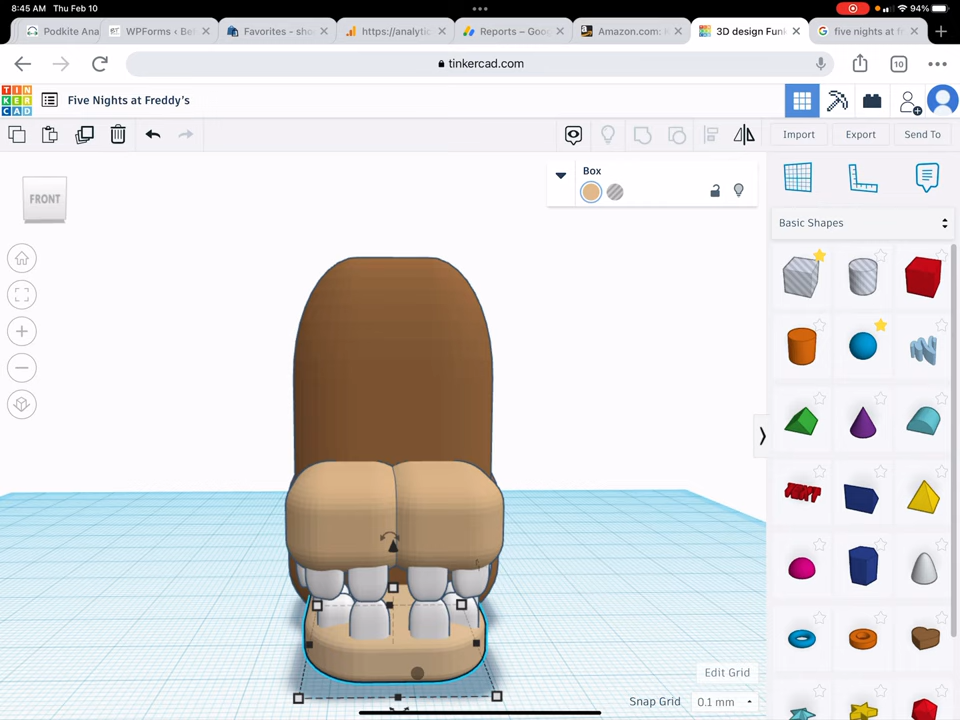 8:45 AM Thu Feb 10
94%
Podkite Ana
WPForms ‹ Be
Favorites – sho
https://analytic
Reports – Goo
Amazon.com:
3D design Fun
five nights at fr
tinkercad.com
10
TIN
KER
CAD
Five Nights at Freddy's
Import
Export
Send To
Box
FRONT
Basic Shapes
TEXT
Edit Grid
Snap Grid
0.1 mm